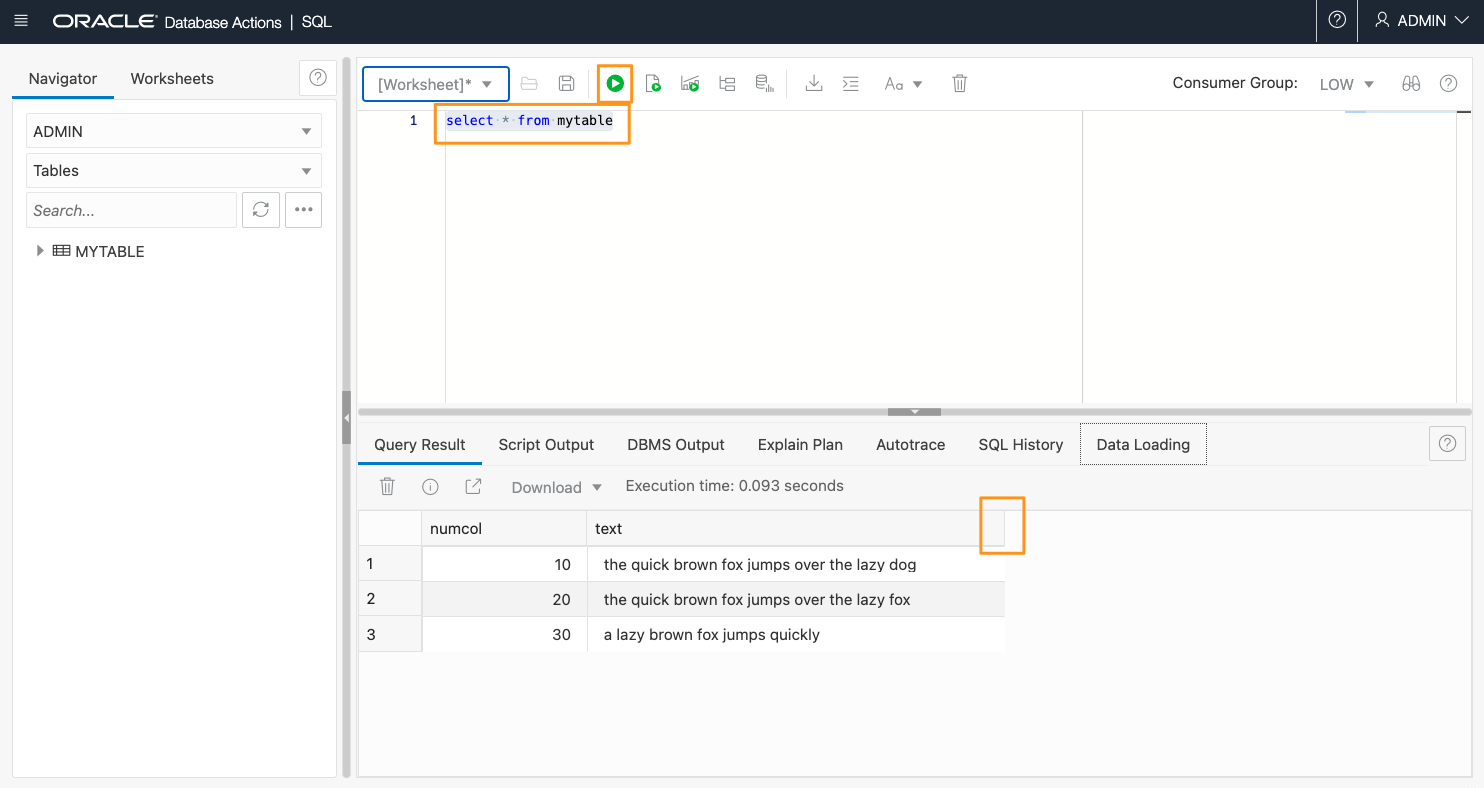 ORACLE Database Actions | SQL
ADMIN
Navigator
Worksheets
ADMIN
Tables
Search...
MYTABLE
[Worksheet]*
Aa
Consumer Group:
LOW
1
select * from mytable
Query Result
Script Output
DBMS Output
Explain Plan
Autotrace
SQL History
Data Loading
Download
Execution time: 0.093 seconds
numcol text
1 10 the quick brown fox jumps over the lazy dog
2 20 the quick brown fox jumps over the lazy fox
3 30 a lazy brown fox jumps quickly